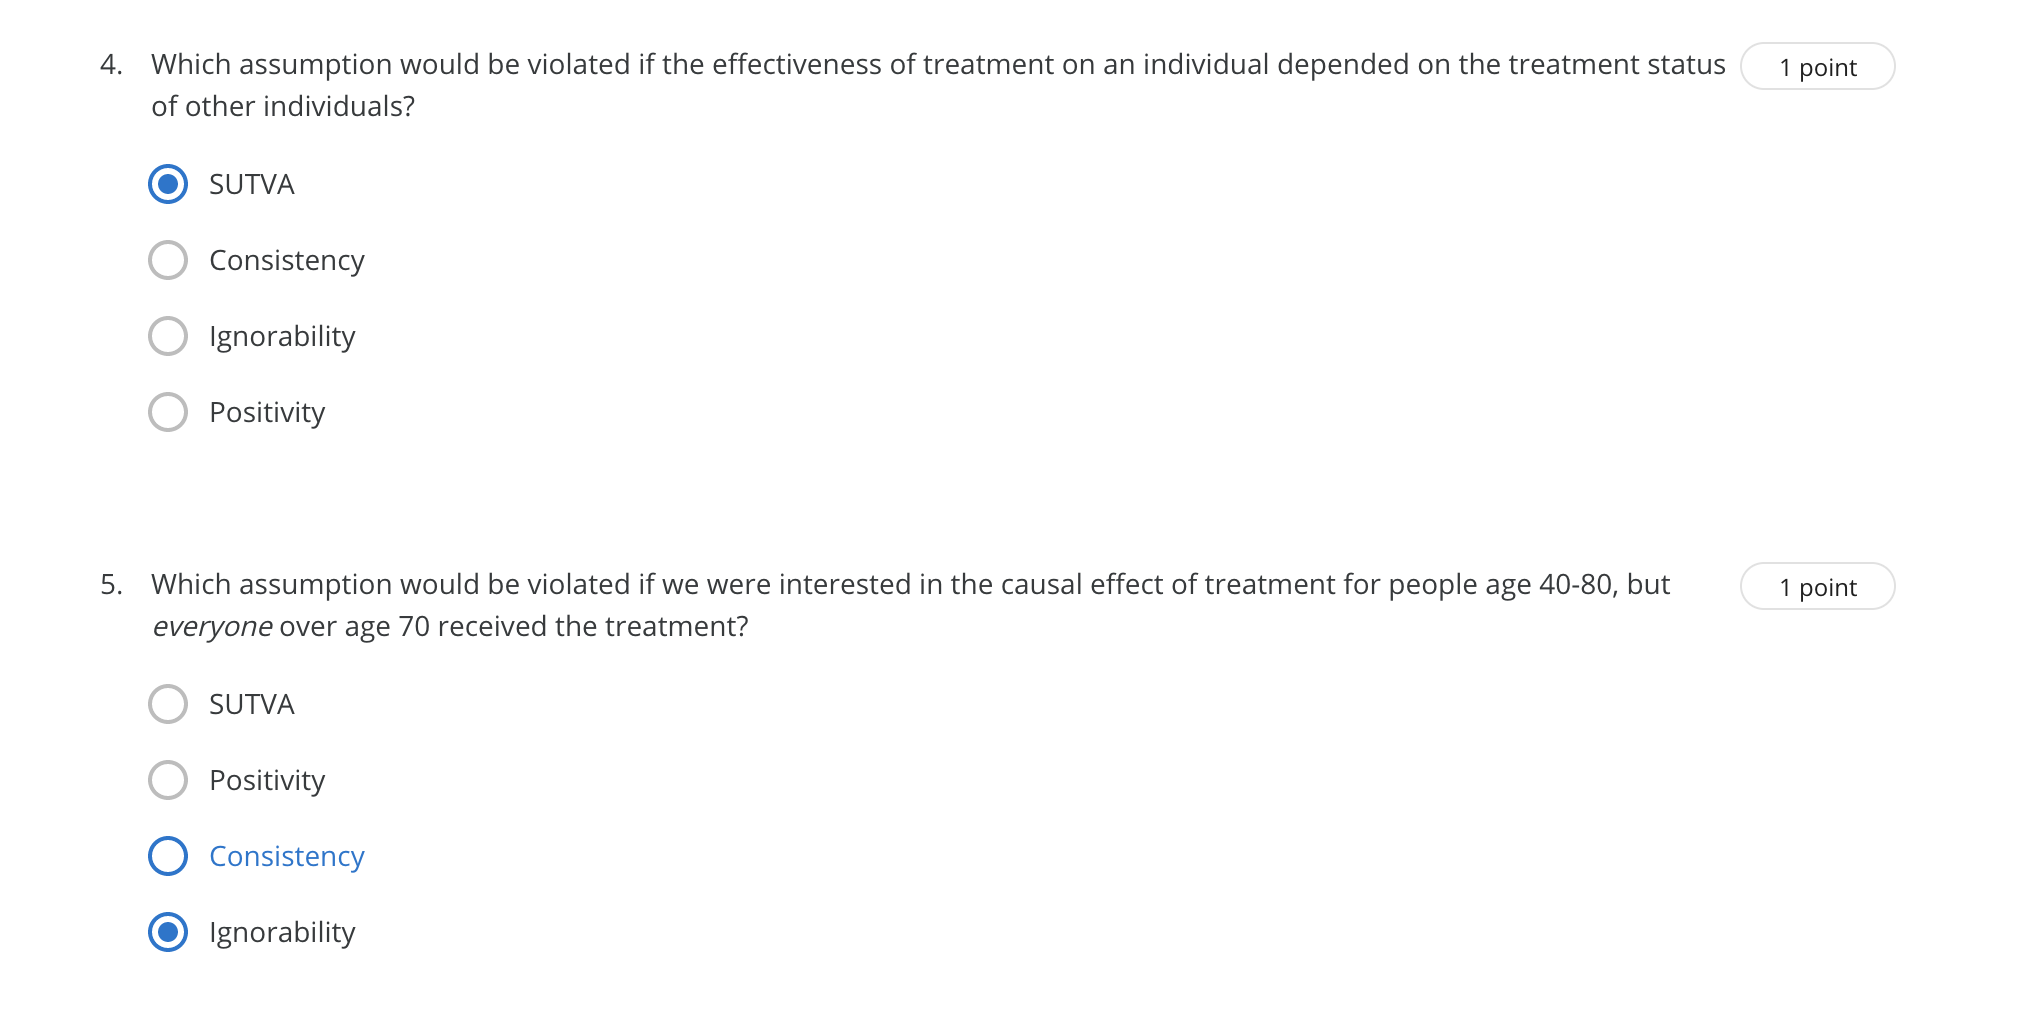 4. Which assumption would be violated if the effectiveness of treatment on an individual depended on the treatment status 1 point
of other individuals?
SUTVA
Consistency
Ignorability
Positivity
5. Which assumption would be violated if we were interested in the causal effect of treatment for people age 40-80, but 1 point
everyone over age 70 received the treatment?
SUTVA
Positivity
Consistency
Ignorability